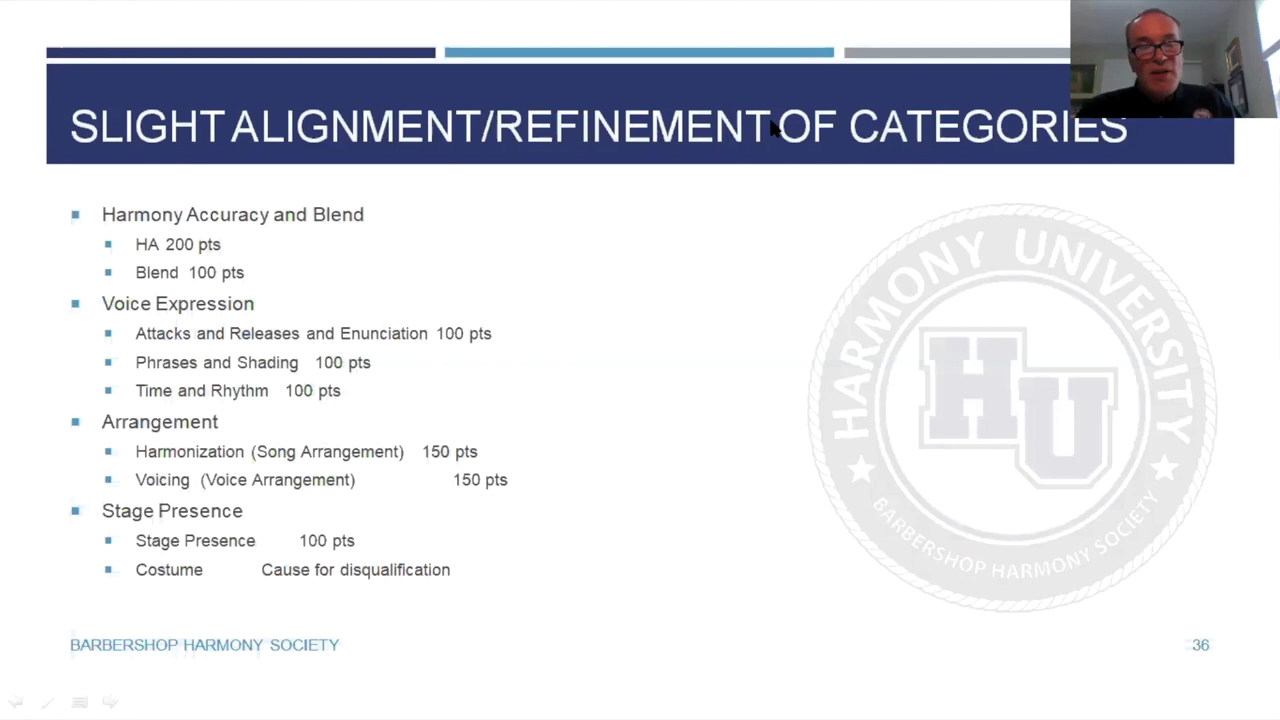 SLIGHT ALIGNMENT/REFINEMENT OF CATEGORIES
Harmony Accuracy and Blend
HA 200 pts
Blend 100 pts
Voice Expression
Attacks and Releases and Enunciation 100 pts
Phrases and Shading 100 pts
Time and Rhythm 100 pts
Arrangement
Harmonization (Song Arrangement) 150 pts
Voicing (Voice Arrangement) 150 pts
Stage Presence
Stage Presence 100 pts
Costume Cause for disqualification
HARMONY UNIVERSITY
HU
BARBERSHOP HARMONY SOCIETY
BARBERSHOP HARMONY SOCIETY
36